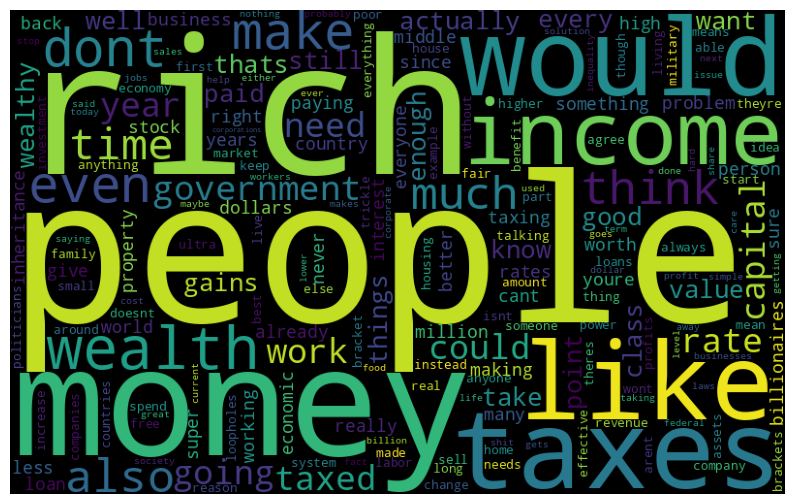 rich
people
money
would
like
taxes
income
wealth
dont
make
time
even
government
also
going
taxed
much
think
could
take
need
year
thats
paid
still
well
business
actually
every
high
want
back
wealthy
middle
since
military
able
though
means
living
house
poor
nothing
probably
stop
sales
first
help
either
everything
solution
inequality
next
issue
jobs
economy
said
today
ever.
corporations
right
paying
higher
something
problem
theyre
investment
stock
years
country
enough
everyone
without
example
benefit
agree
idea
hard
share
anything
market
keep
workers
fair
person
done
used
start
dollars
maybe
makes
trickle
interest
corporate
taxing
part
good
capital
inheritance
saying
family
ultra
live
property
gains
never
else
lower
housing
better
know
talking
rates
amount
goes
term
worth
loans
always
care
sure
politicians
give
small
cost
doesnt
best
things
cant
youre
dollar
profit
simple
getting
thing
value
around
world
already
bracket
million
isnt
someone
power
away
mean
work
point
class
rate
billionaires
theres
profits
level
businesses
economic
food
instead
making
real
anyone
life
wont
taking
laws
increase
companies
countries
spend
great
current
super
free
loopholes
working
really
many
home
revenue
effective
assets
brackets
less
loan
society
reason
system
billion
made
fact
labor
sell
long
change
needs
shit
gets
arent
federal
company